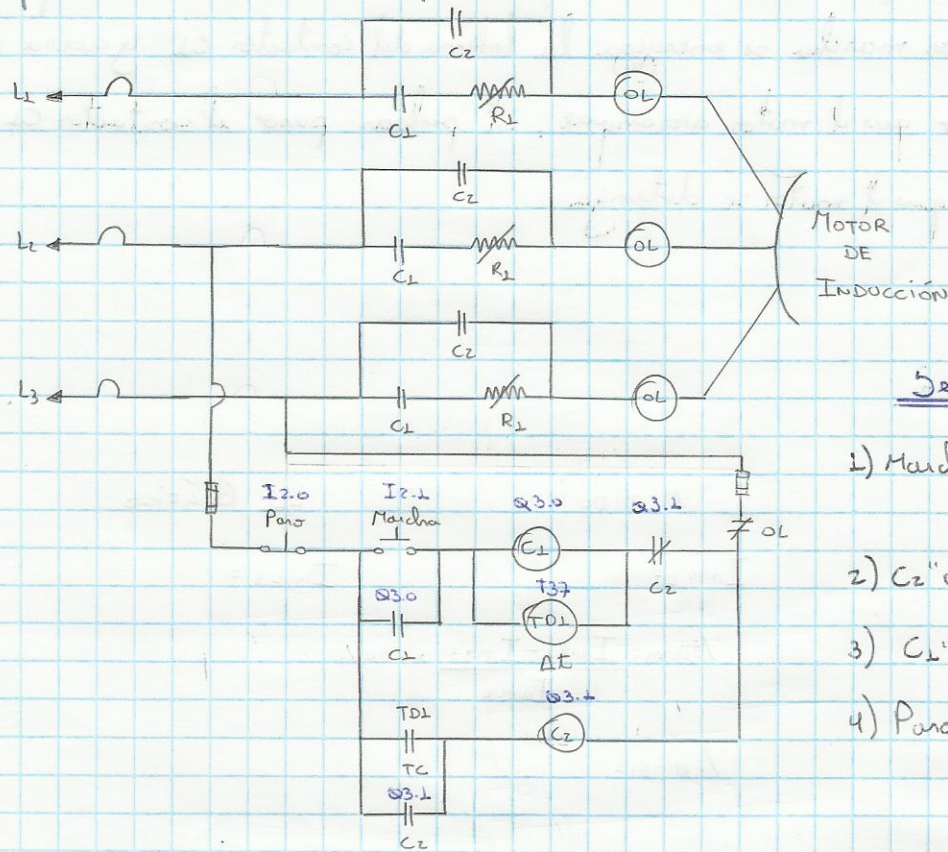 C2
L1
C1
R1
OL
C2
L2
C1
R1
OL
MOTOR
DE
INDUCCIÓN
C2
L3
C1
R1
OL
1)
I2.0
I2.1
Q3.0
Q3.1
Paro
Marcha
C1
OL
Q3.0
T37
C2
2) C2"
C1
TD1
Δt
3) C1"
TD1
Q3.1
C2
4)
TC
Q3.1
C2